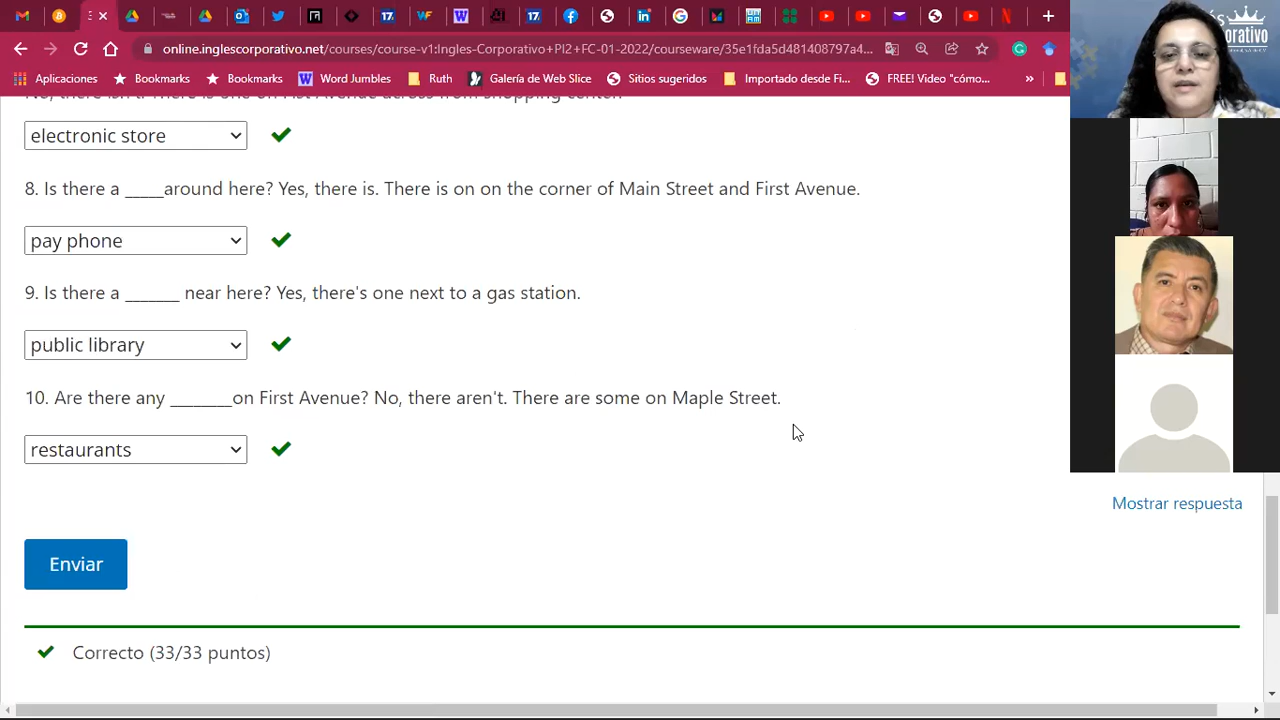 online.inglescorporativo.net/courses/course-v1:Ingles-Corporativo+PI2+FC-01-2022/courseware/35e1fda5d481408797a4...
Aplicaciones Bookmarks Bookmarks Word Jumbles Ruth Galería de Web Slice Sitios sugeridos Importado desde Fi... FREE! Video "cómo... »
electronic store
8. Is there a _____around here? Yes, there is. There is on on the corner of Main Street and First Avenue.
pay phone
9. Is there a _______ near here? Yes, there's one next to a gas station.
public library
10. Are there any ________on First Avenue? No, there aren't. There are some on Maple Street.
restaurants
Mostrar respuesta
Enviar
Correcto (33/33 puntos)